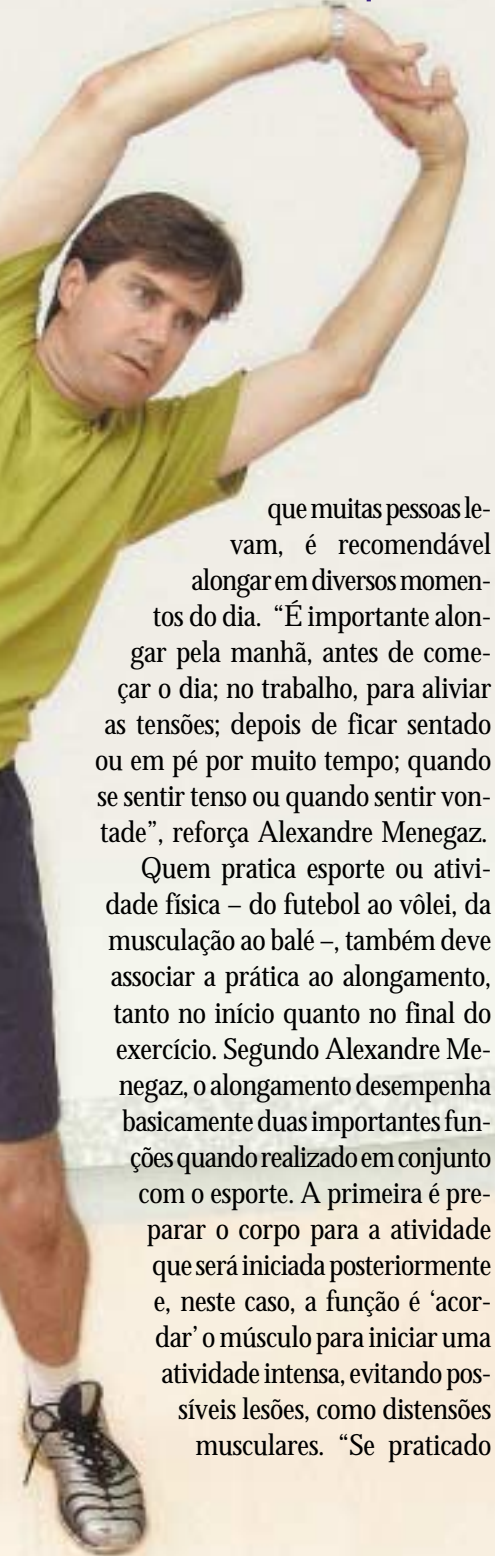 que muitas pessoas le-
vam, é recomendável
alongar em diversos momen-
tos do dia. “É importante alon-
gar pela manhã, antes de come-
çar o dia; no trabalho, para aliviar
as tensões; depois de ficar sentado
ou em pé por muito tempo; quando
se sentir tenso ou quando sentir von-
tade”, reforça Alexandre Menegaz.
Quem pratica esporte ou ativi-
dade física – do futebol ao vôlei, da
musculação ao balé –, também deve
associar a prática ao alongamento,
tanto no início quanto no final do
exercício. Segundo Alexandre Me-
negaz, o alongamento desempenha
basicamente duas importantes fun-
ções quando realizado em conjunto
com o esporte. A primeira é pre-
parar o corpo para a atividade
que será iniciada posteriormente
e, neste caso, a função é ‘acor-
dar’ o músculo para iniciar uma
atividade intensa, evitando pos-
síveis lesões, como distensões
musculares. “Se praticado